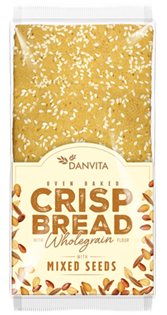 DANVITA
OVEN BAKED
CRISP
BREAD
WITH Wholegrain FLOUR
WITH
MIXED SEEDS